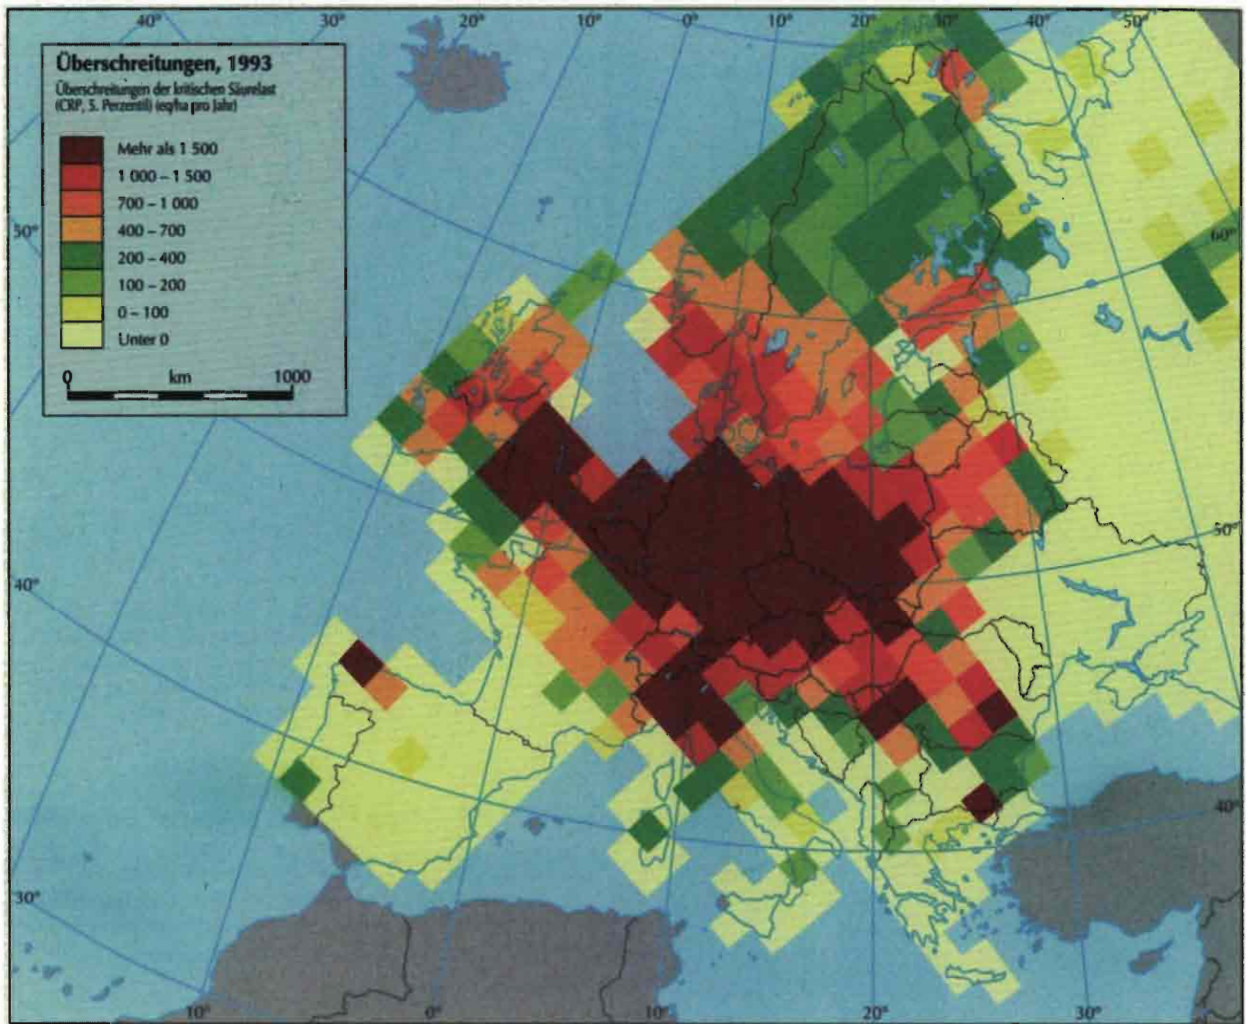 40° 30° 20° 10° 0° 10° 20° 30° 40° 50°
Überschreitungen, 1993
Überschreitungen der kritischen Säurelast
(CRP, 5. Perzentil) (eq/ha pro Jahr)
Mehr als 1 500
1 000 – 1 500
700 – 1 000
400 – 700
200 – 400
100 – 200
0 – 100
Unter 0
0 km 1000
50°
60°
50°
40°
40°
30°
10° 0° 10° 20° 30°